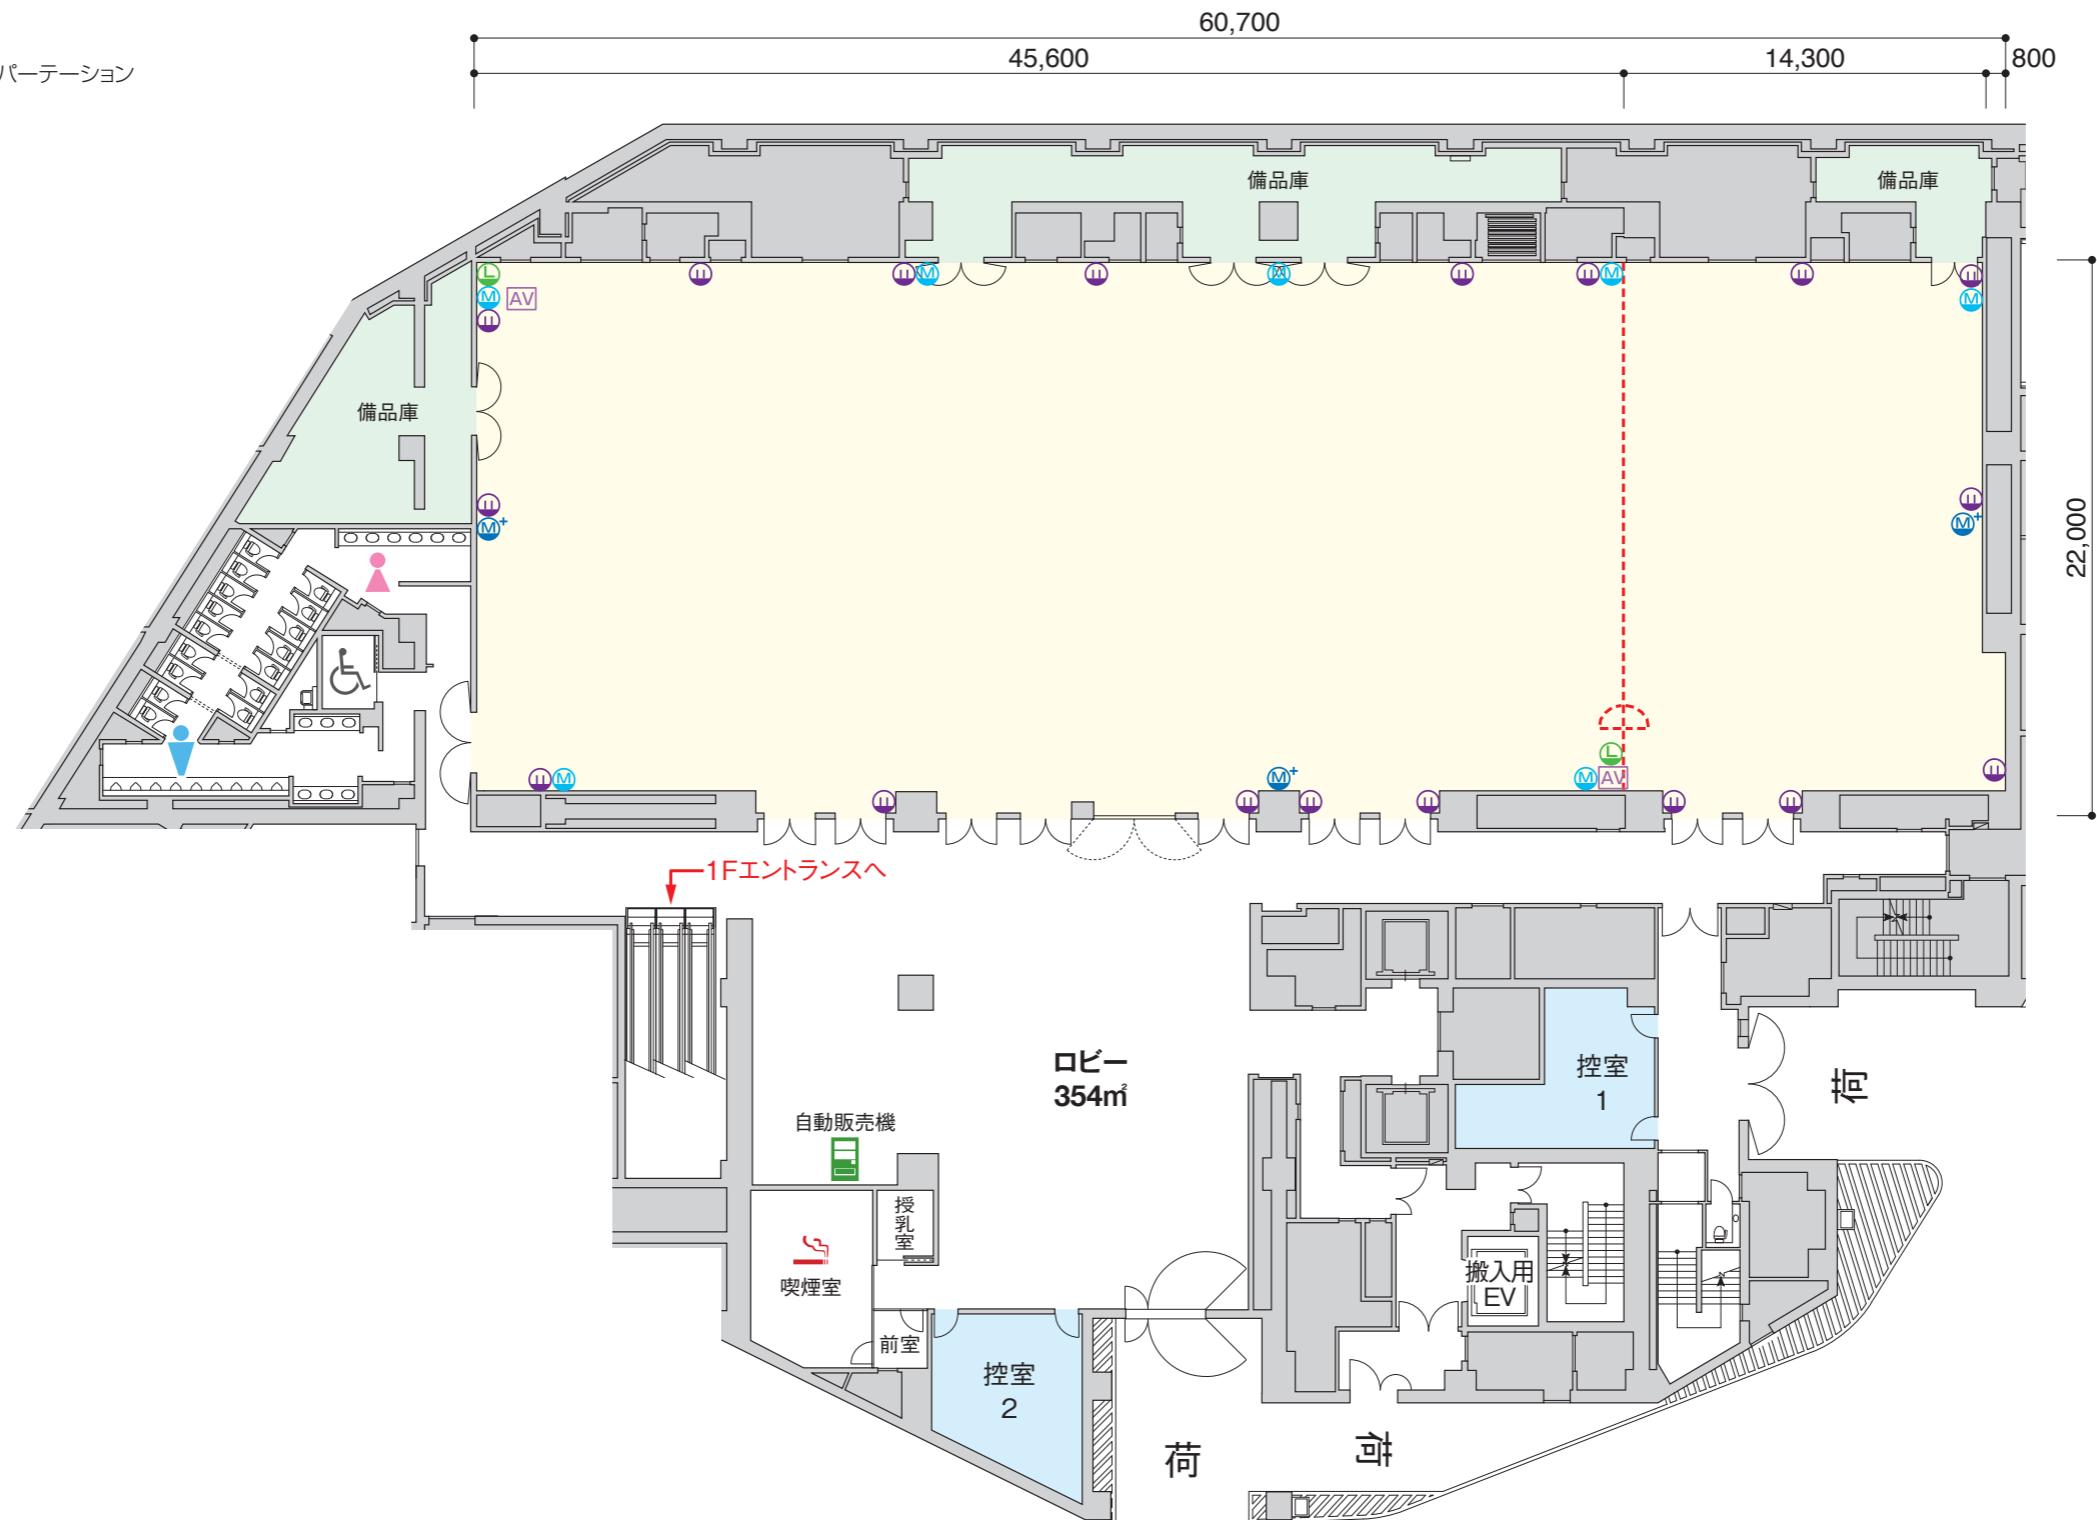 60,700
45,600
14,300
800
パーテーション
備品庫
備品庫
L
M
AV
M
M
M
M
備品庫
22,000
M+
M+
L
M
M+
M
AV
1Fエントランスへ
ロビー
354㎡
控室
1
荷
自動販売機
授乳室
喫煙室
搬入用
EV
前室
控室
2
荷
荷